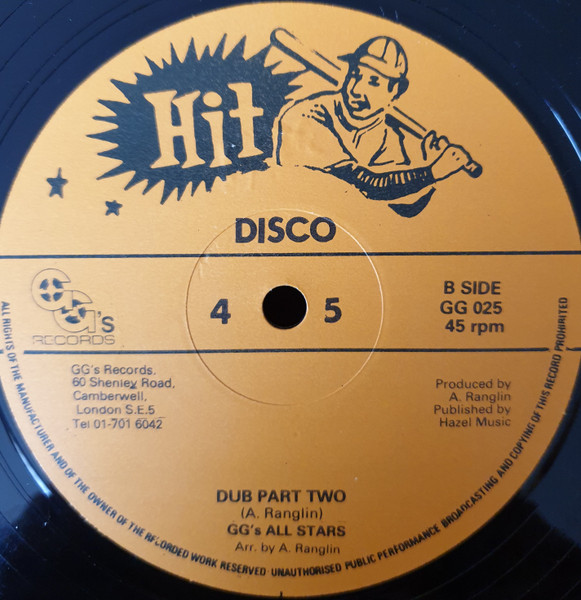 Hit
DISCO
GG's
RECORDS
4 5
B SIDE
GG 025
45 rpm
GG's Records.
60 Shenley Road,
Camberwell,
London S.E.5
Tel 01-701 6042
Produced by
A. Ranglin
Published by
Hazel Music
DUB PART TWO
(A. Ranglin)
GG's ALL STARS
Arr. by A. Ranglin
ALL RIGHTS OF THE MANUFACTURER AND OF THE OWNER OF THE RECORDED WORK RESERVED · UNAUTHORISED PUBLIC PERFORMANCE BROADCASTING AND COPYING OF THIS RECORD PROHIBITED